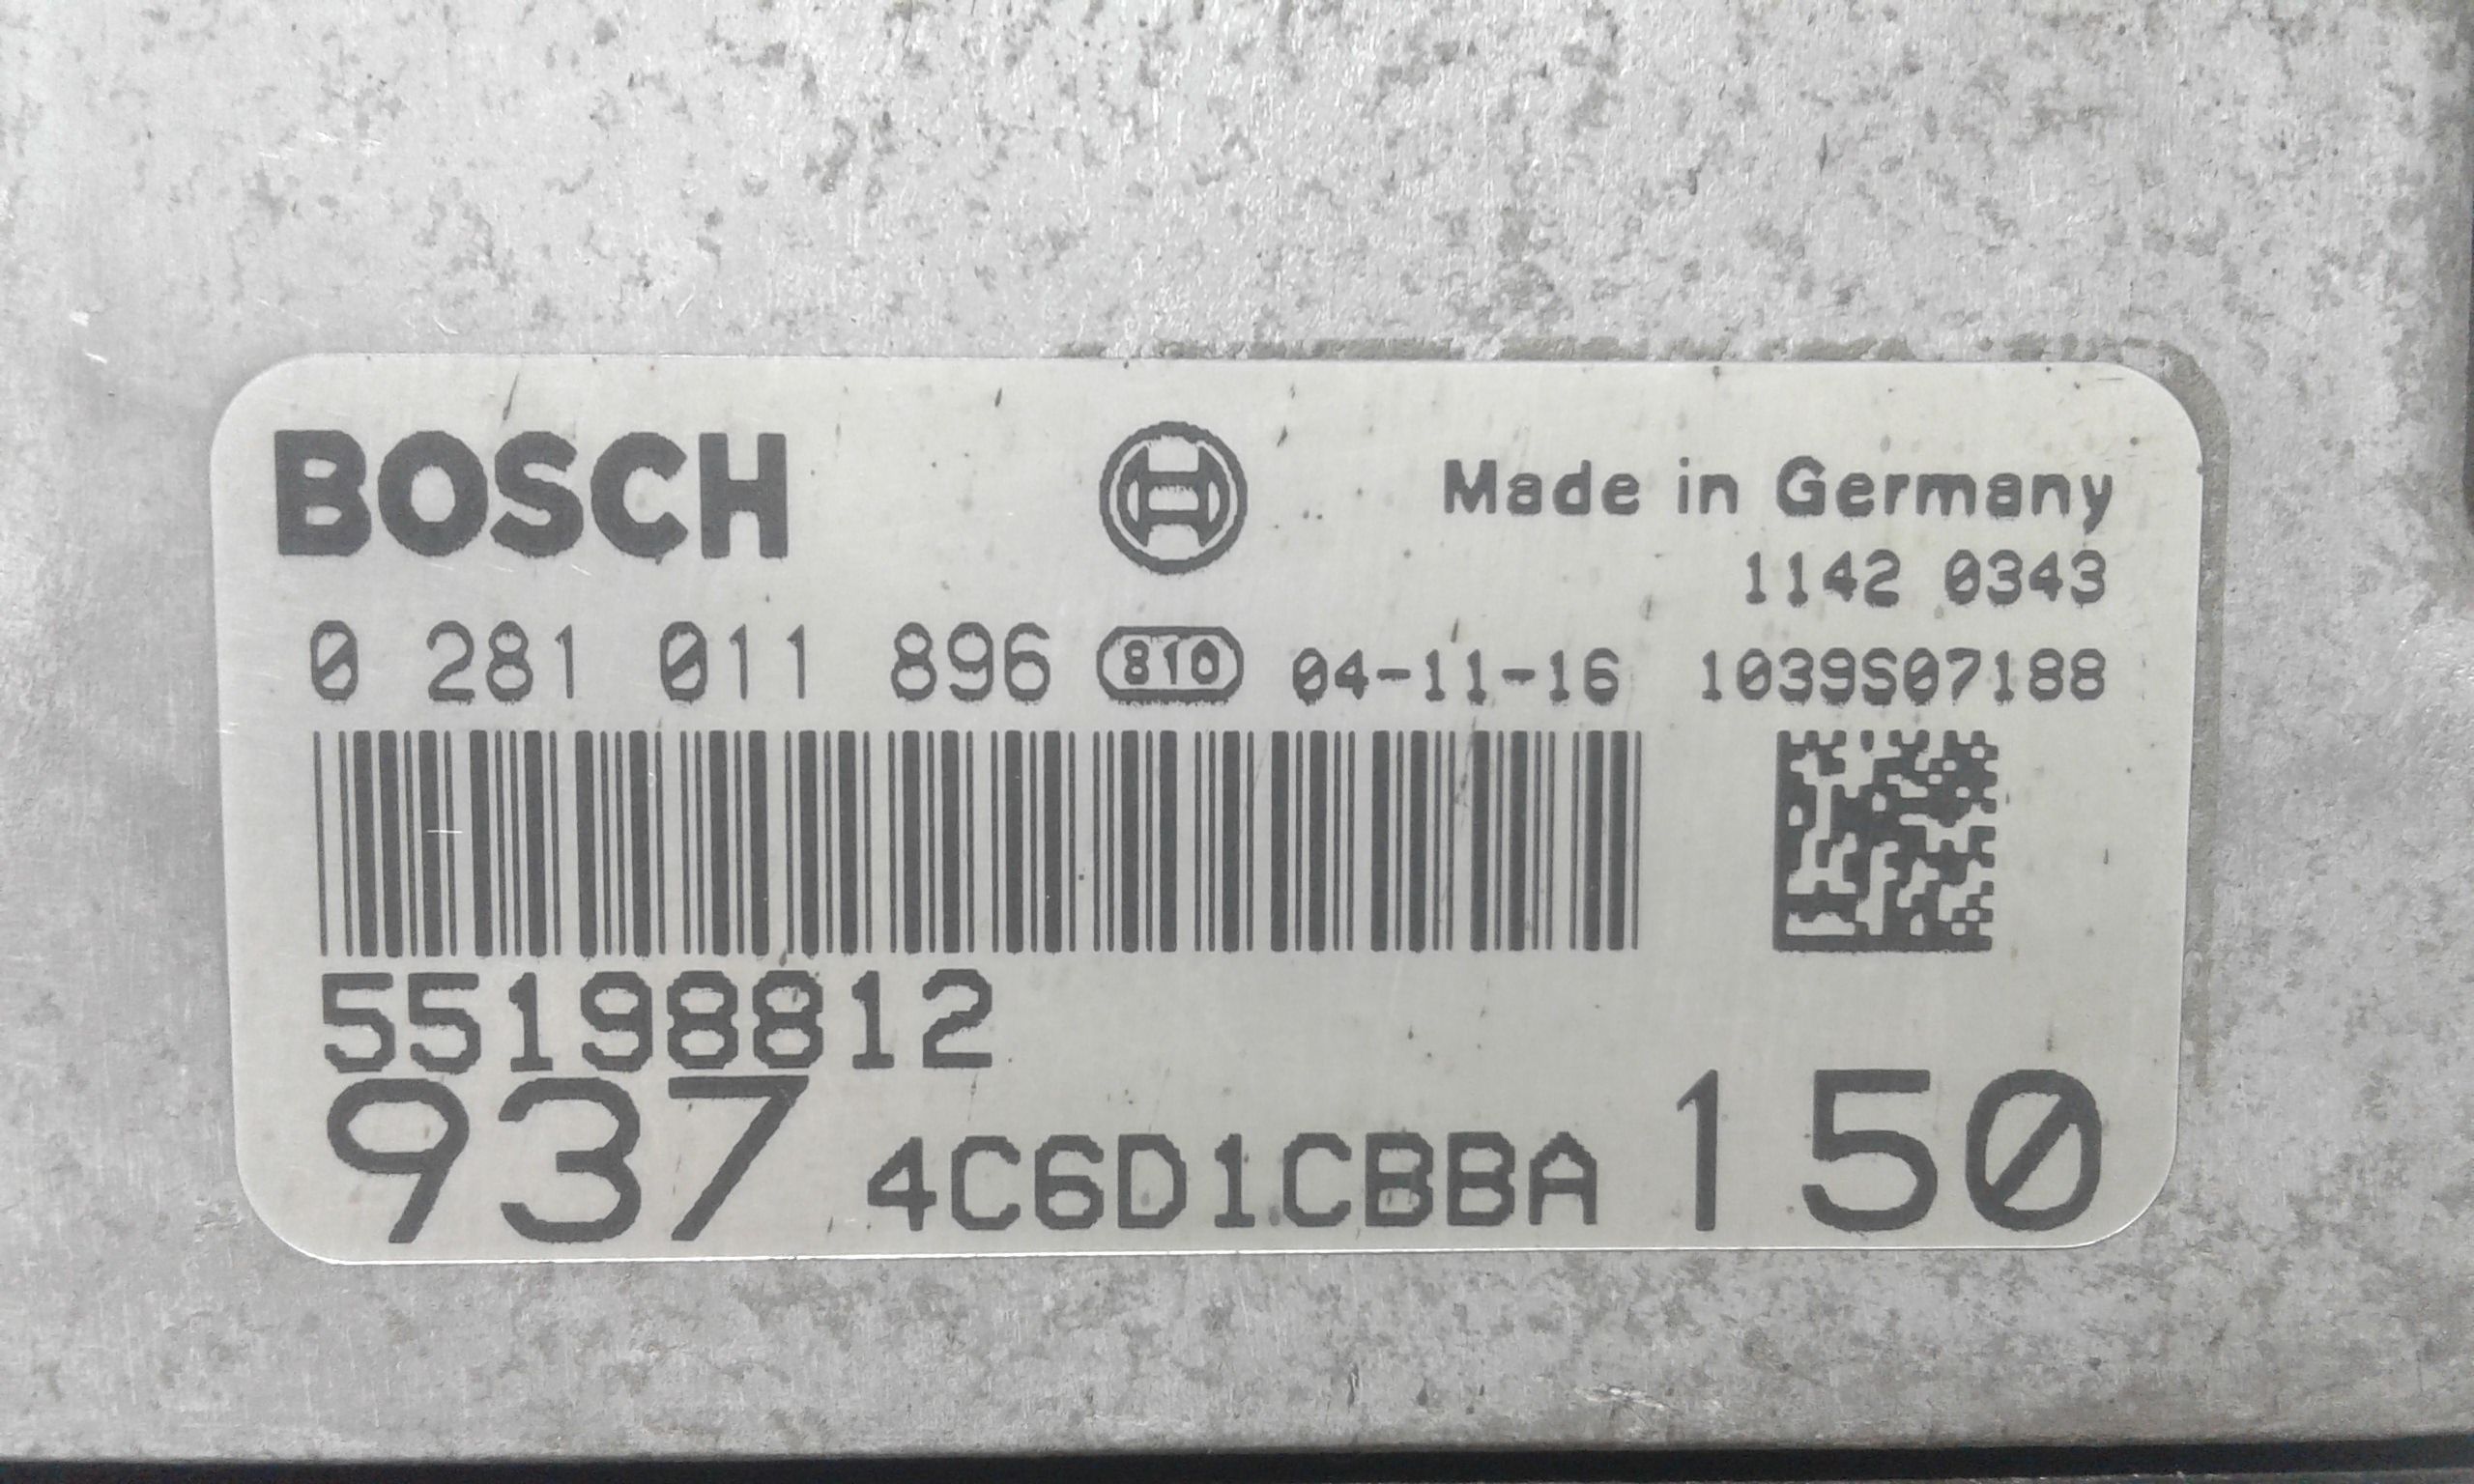 BOSCH Made in Germany
1142 0343
0 281 011 896 810 04-11-16 1039S07188
55198812
937 4C6D1CBBA 150